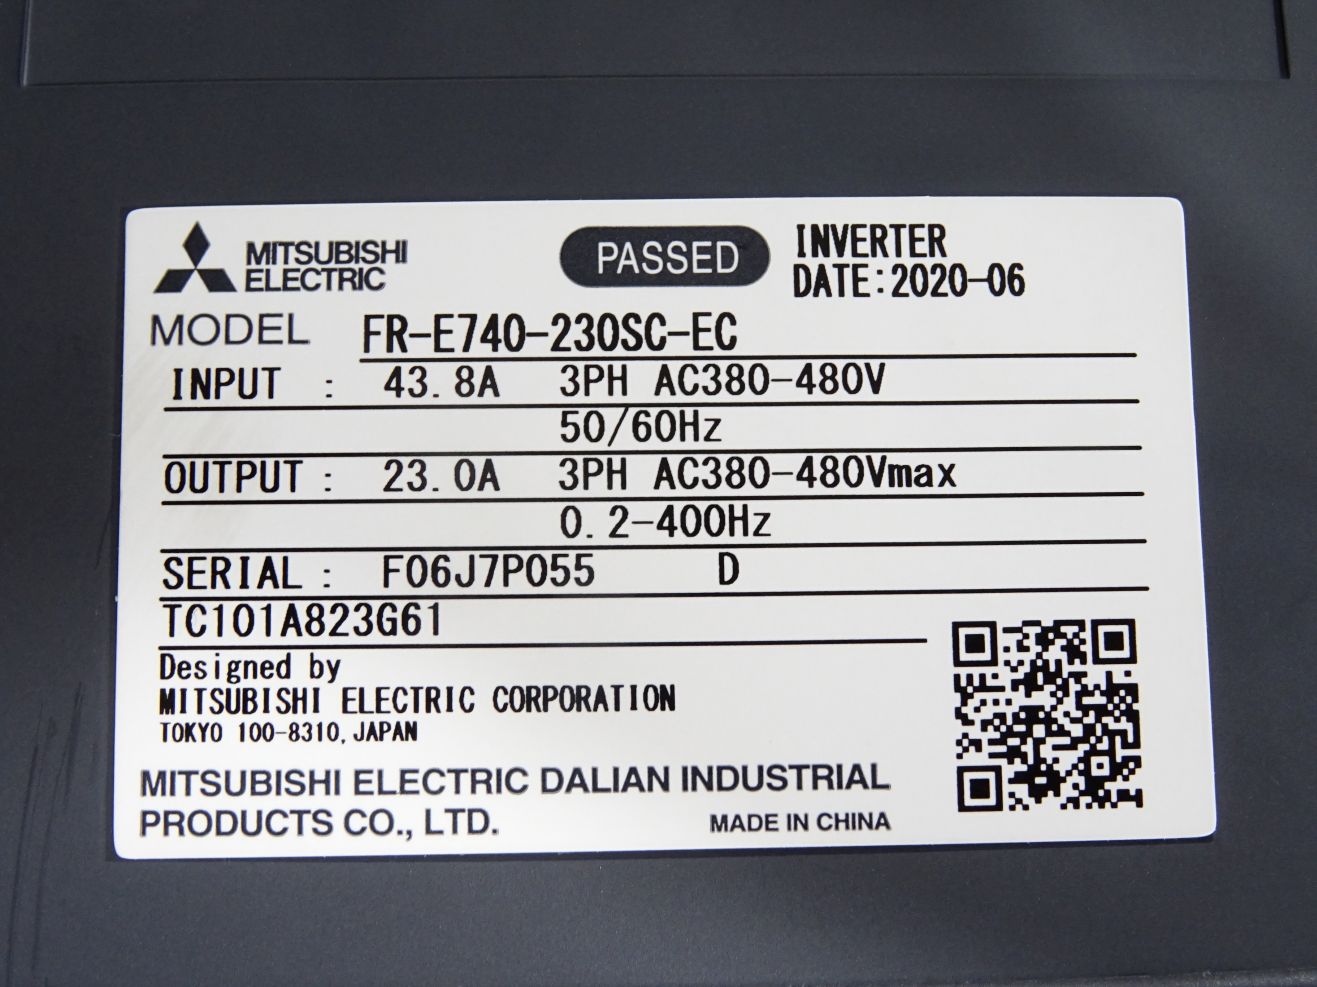 MITSUBISHI
ELECTRIC
PASSED
INVERTER
DATE:2020-06
MODEL FR-E740-230SC-EC
INPUT : 43.8A 3PH AC380-480V
50/60Hz
OUTPUT : 23.0A 3PH AC380-480Vmax
0.2-400Hz
SERIAL : F06J7P055 D
TC101A823G61
Designed by
MITSUBISHI ELECTRIC CORPORATION
TOKYO 100-8310, JAPAN
MITSUBISHI ELECTRIC DALIAN INDUSTRIAL
PRODUCTS CO., LTD. MADE IN CHINA